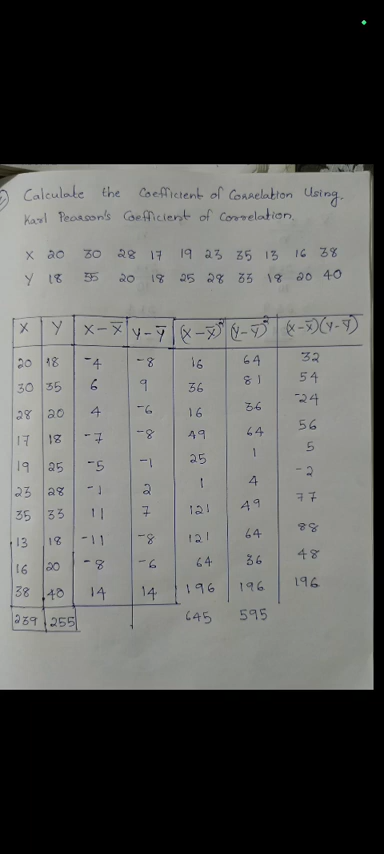 Calculate the Coefficient of Correlation Using.
Karl Pearson's Coefficient of Correlation.
X 20 30 28 17 19 23 35 13 16 38
Y 18 35 20 18 25 28 33 18 20 40
X Y X-X̅ Y-Y̅ (X-X̅)² (Y-Y̅)² (X-X̅)(Y-Y̅)
20 18 -4 -8 16 64 32
30 35 6 9 36 81 54
28 20 4 -6 16 36 -24
17 18 -7 -8 49 64 56
19 25 -5 -1 25 1 5
23 28 -1 2 1 4 -2
35 33 11 7 121 49 77
13 18 -11 -8 121 64 88
16 20 -8 -6 64 36 48
38 40 14 14 196 196 196
239 255 645 595